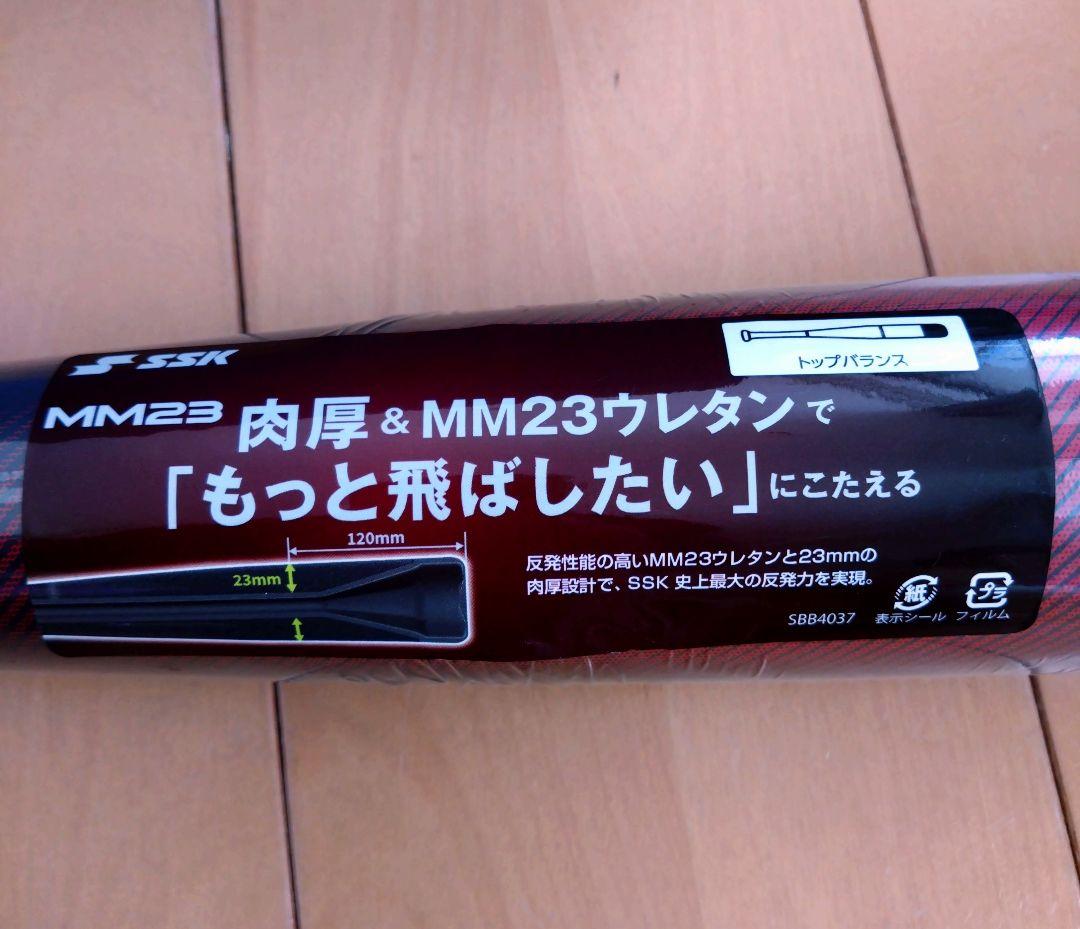 SSK
トップバランス
MM23
肉厚&MM23ウレタンで
「もっと飛ばしたい」にこたえる
120mm
23mm
反発性能の高いMM23ウレタンと23mmの
肉厚設計で、SSK 史上最大の反発力を実現。
SBB4037
紙
表示シール
プラ
フィルム